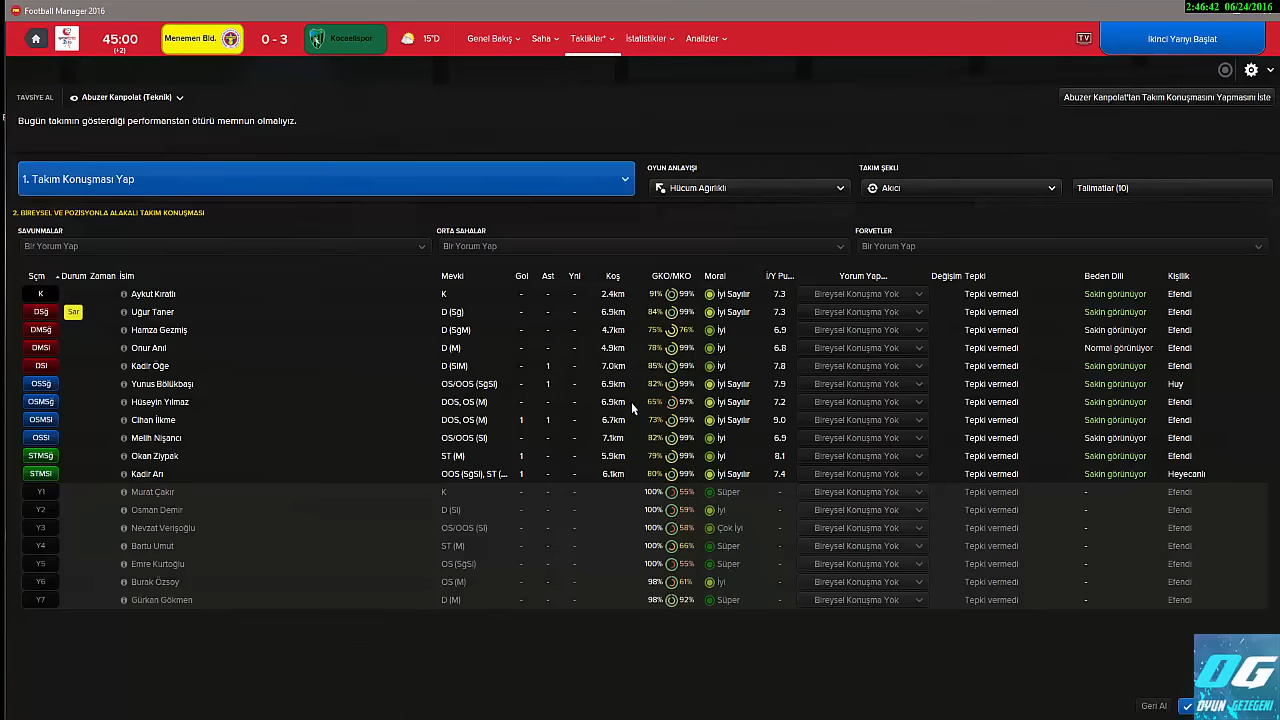 Football Manager 2016
2:46:42 06/24/2016
45:00 (+2)
Menemen Bld.
0 - 3
Kocaelispor
15°D
Genel Bakış
Saha
Taktikler*
İstatistikler
Analizler
TV
İkinci Yarıyı Başlat
TAVSİYE AL
Abuzer Kanpolat (Teknik)
Abuzer Kanpolat'tan Takım Konuşmasını Yapmasını İste
Bugün takımın gösterdiği performanstan ötürü memnun olmalıyız.
OYUN ANLAYIŞI
TAKIM ŞEKLİ
1. Takım Konuşması Yap
Hücum Ağırlıklı
Akıcı
Talimatlar (10)
2. BİREYSEL VE POZİSYONLA ALAKALI TAKIM KONUŞMASI
SAVUNMALAR
ORTA SAHALAR
FORVETLER
Bir Yorum Yap
Bir Yorum Yap
Bir Yorum Yap
Sçm Durum Zaman İsim Mevki Gol Ast Ynl Koş GKO/MKO Moral İ/Y Pu... Yorum Yap... Değişim Tepki Beden Dili Kişilik
K Aykut Kıratlı K - - - 2.4km 91% 99% İyi Sayılır 7.3 Bireysel Konuşma Yok Tepki vermedi Sakin görünüyor Efendi
DSğ Sar Uğur Taner D (Sğ) - - - 6.9km 84% 99% İyi Sayılır 7.3 Bireysel Konuşma Yok Tepki vermedi Sakin görünüyor Efendi
DMSğ Hamza Gezmiş D (SğM) - - - 4.7km 75% 76% İyi 6.9 Bireysel Konuşma Yok Tepki vermedi Sakin görünüyor Efendi
DMSl Onur Anıl D (M) - - - 4.9km 78% 99% İyi 6.8 Bireysel Konuşma Yok Tepki vermedi Normal görünüyor Efendi
DSl Kadir Öğe D (SlM) - 1 - 7.0km 85% 99% İyi 7.8 Bireysel Konuşma Yok Tepki vermedi Sakin görünüyor Efendi
OSSğ Yunus Bölükbaşı OS/OOS (SğSl) - 1 - 6.9km 82% 99% İyi Sayılır 7.9 Bireysel Konuşma Yok Tepki vermedi Sakin görünüyor Huy
OSMSğ Hüseyin Yılmaz DOS, OS (M) - - - 6.9km 65% 97% İyi Sayılır 7.2 Bireysel Konuşma Yok Tepki vermedi Sakin görünüyor Efendi
OSMSl Cihan İlkme DOS, OS (M) 1 1 - 6.7km 73% 99% İyi Sayılır 9.0 Bireysel Konuşma Yok Tepki vermedi Sakin görünüyor Efendi
OSSl Melih Nişancı OS/OOS (Sl) - - - 7.1km 82% 99% İyi 6.9 Bireysel Konuşma Yok Tepki vermedi Sakin görünüyor Efendi
STMSğ Okan Ziypak ST (M) 1 - - 5.9km 79% 99% İyi 8.1 Bireysel Konuşma Yok Tepki vermedi Sakin görünüyor Efendi
STMSl Kadir Arı OOS (SğSl), ST (... 1 - - 6.1km 80% 99% İyi Sayılır 7.4 Bireysel Konuşma Yok Tepki vermedi Sakin görünüyor Heyecanlı
Y1 Murat Çakır K - - - 100% 55% Süper - Bireysel Konuşma Yok Tepki vermedi - Efendi
Y2 Osman Demir D (Sl) - - - 100% 59% İyi - Bireysel Konuşma Yok Tepki vermedi - Efendi
Y3 Nevzat Verişoğlu OS/OOS (Sl) - - - 100% 58% Çok İyi - Bireysel Konuşma Yok Tepki vermedi - Efendi
Y4 Bartu Umut ST (M) - - - 100% 66% Süper - Bireysel Konuşma Yok Tepki vermedi - Efendi
Y5 Emre Kurtoğlu OS (SğSl) - - - 100% 55% Süper - Bireysel Konuşma Yok Tepki vermedi - Efendi
Y6 Burak Özsoy OS (M) - - - 98% 61% İyi - Bireysel Konuşma Yok Tepki vermedi - Efendi
Y7 Gürkan Gökmen D (M) - - - 98% 92% Süper - Bireysel Konuşma Yok Tepki vermedi - Efendi
OG
Geri Al
OYUN GEZEGENİ